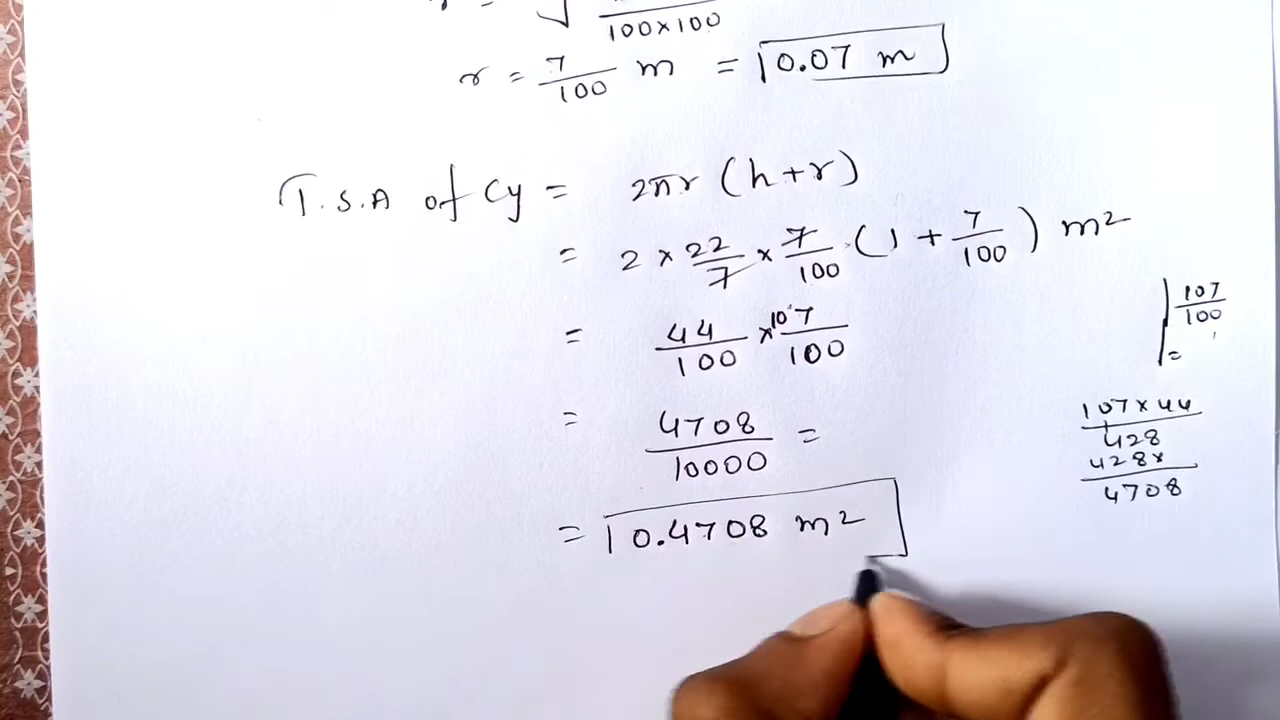 100×100
r = 7/100 m = 0.07 m
T.S.A of Cy = 2πr (h+r)
= 2 × 22/7 × 7/100 (1 + 7/100) m²
= 44/100 × 107/100
= 4708/10000 =
= 0.4708 m²
107/100
=
107×44
428
428×
4708